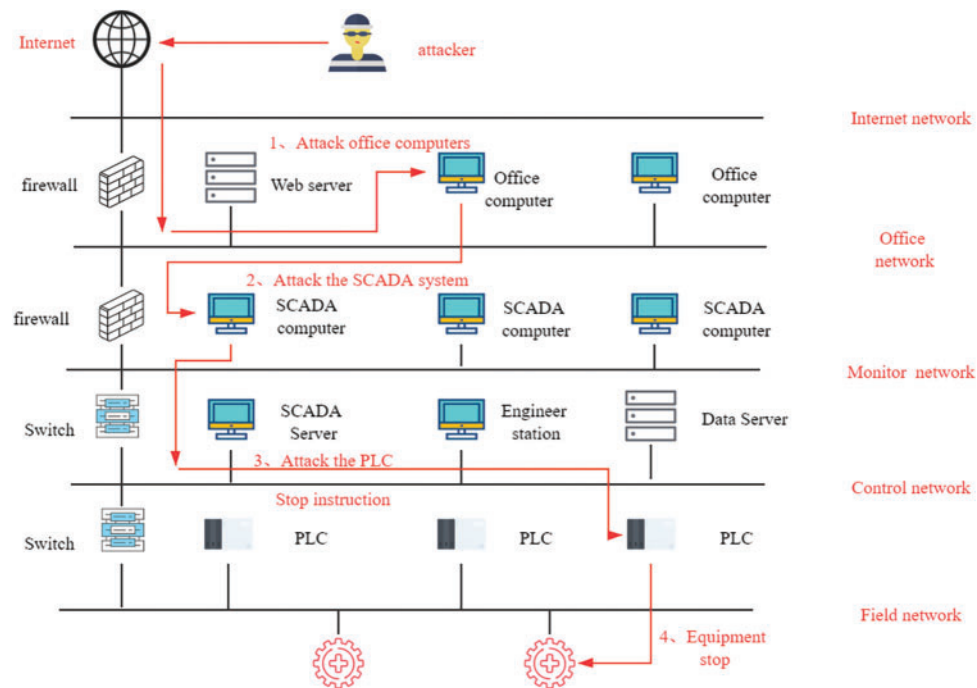 Internet
attacker
Internet network
1、Attack office computers
firewall
Web server
Office
computer
Office
computer
Office
network
2、Attack the SCADA system
firewall
SCADA
computer
SCADA
computer
SCADA
computer
Monitor network
Switch
SCADA
Server
Engineer
station
Data Server
3、Attack the PLC
Control network
Stop instruction
Switch
PLC
PLC
PLC
Field network
4、Equipment
stop